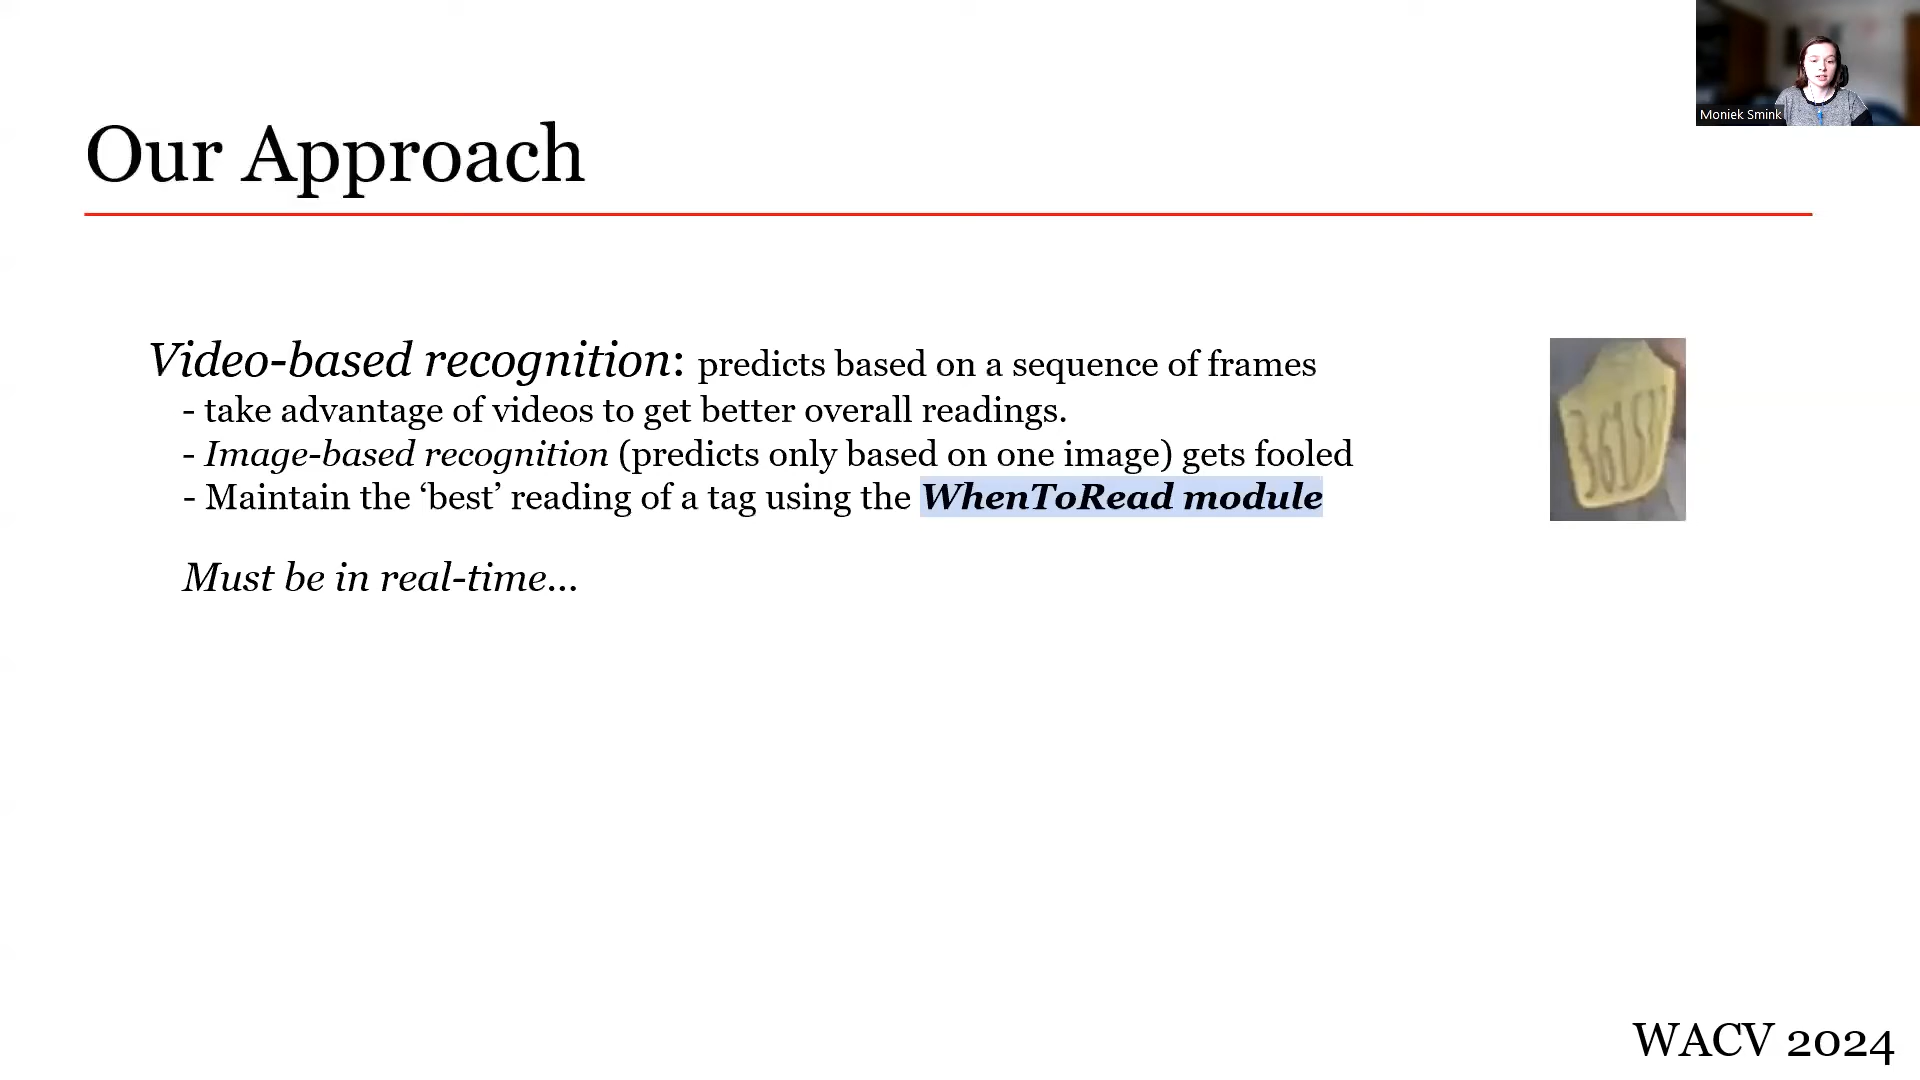 Moniek Smink
Our Approach
Video-based recognition: predicts based on a sequence of frames
- take advantage of videos to get better overall readings.
- Image-based recognition (predicts only based on one image) gets fooled
- Maintain the ‘best’ reading of a tag using the WhenToRead module
Must be in real-time...
WACV 2024